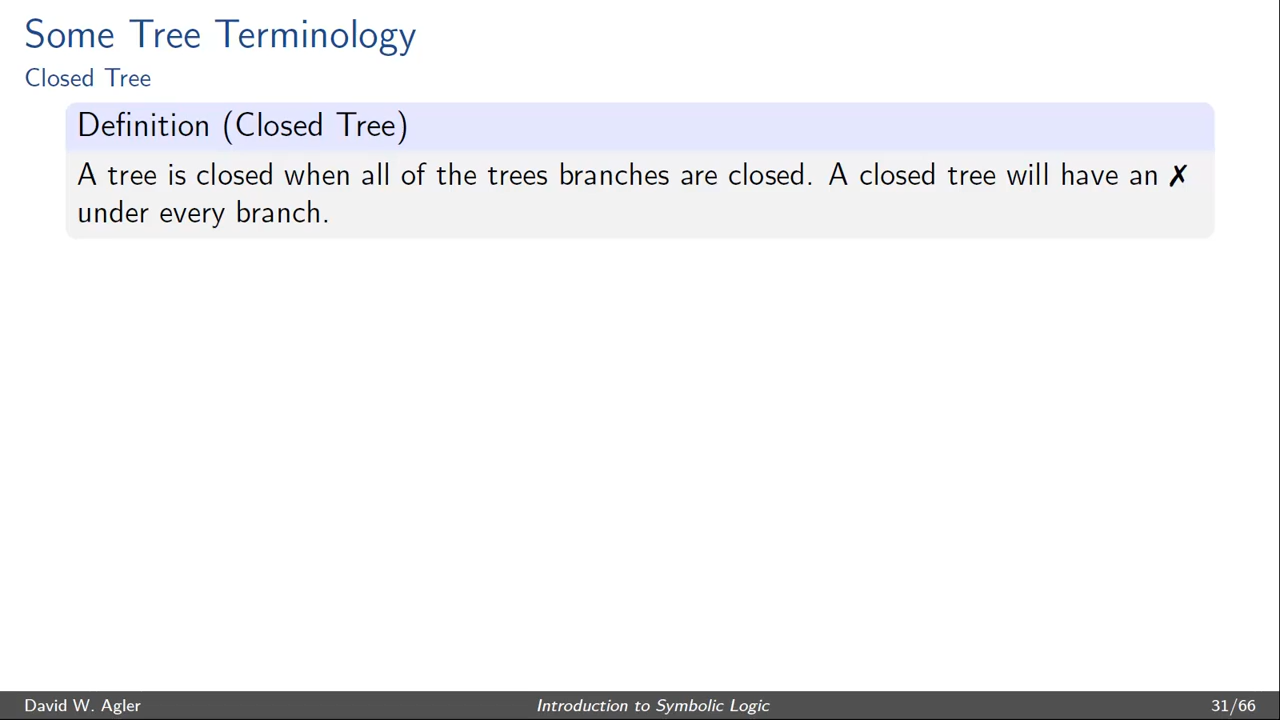 Some Tree Terminology
Closed Tree
Definition (Closed Tree)
A tree is closed when all of the trees branches are closed. A closed tree will have an ✗
under every branch.
David W. Agler
Introduction to Symbolic Logic
31/66